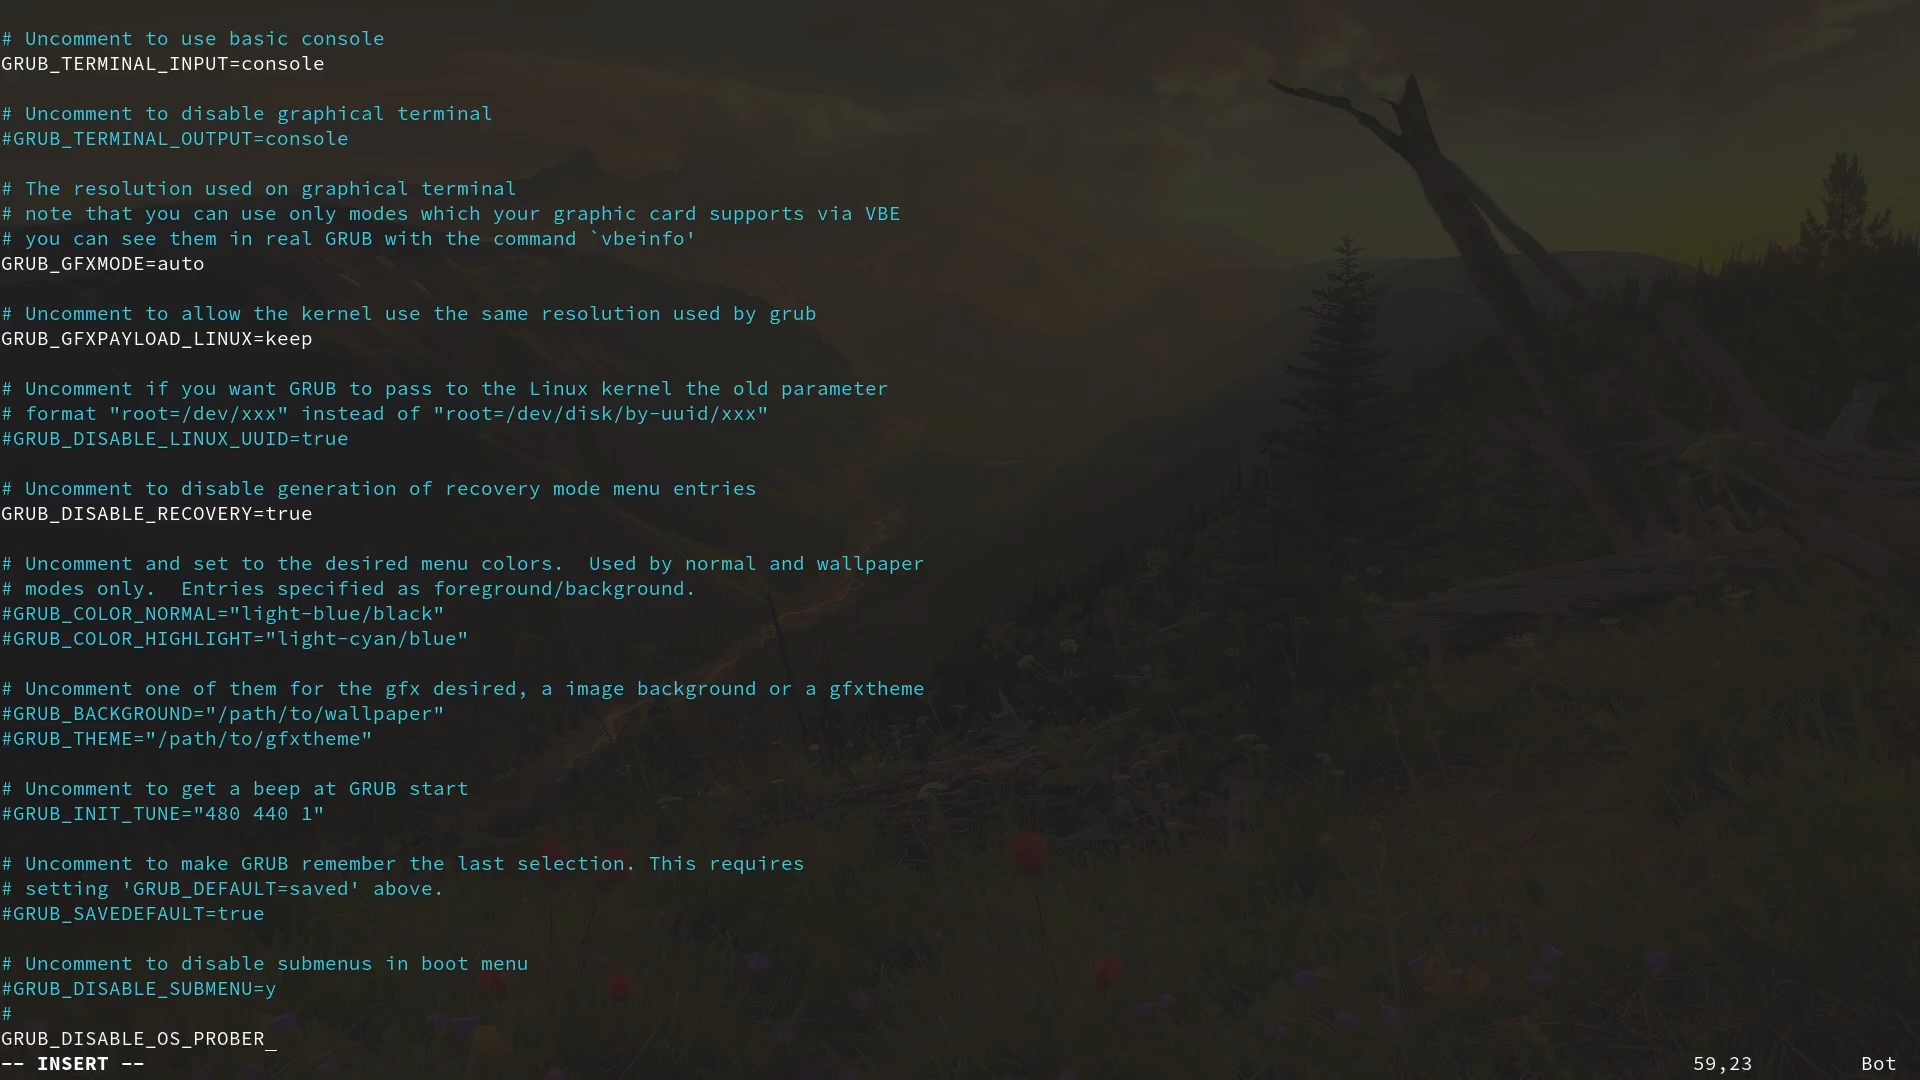 # Uncomment to use basic console
GRUB_TERMINAL_INPUT=console
# Uncomment to disable graphical terminal
#GRUB_TERMINAL_OUTPUT=console
# The resolution used on graphical terminal
# note that you can use only modes which your graphic card supports via VBE
# you can see them in real GRUB with the command `vbeinfo'
GRUB_GFXMODE=auto
# Uncomment to allow the kernel use the same resolution used by grub
GRUB_GFXPAYLOAD_LINUX=keep
# Uncomment if you want GRUB to pass to the Linux kernel the old parameter
# format "root=/dev/xxx" instead of "root=/dev/disk/by-uuid/xxx"
#GRUB_DISABLE_LINUX_UUID=true
# Uncomment to disable generation of recovery mode menu entries
GRUB_DISABLE_RECOVERY=true
# Uncomment and set to the desired menu colors.  Used by normal and wallpaper
# modes only.  Entries specified as foreground/background.
#GRUB_COLOR_NORMAL="light-blue/black"
#GRUB_COLOR_HIGHLIGHT="light-cyan/blue"
# Uncomment one of them for the gfx desired, a image background or a gfxtheme
#GRUB_BACKGROUND="/path/to/wallpaper"
#GRUB_THEME="/path/to/gfxtheme"
# Uncomment to get a beep at GRUB start
#GRUB_INIT_TUNE="480 440 1"
# Uncomment to make GRUB remember the last selection. This requires
# setting 'GRUB_DEFAULT=saved' above.
#GRUB_SAVEDEFAULT=true
# Uncomment to disable submenus in boot menu
#GRUB_DISABLE_SUBMENU=y
#
GRUB_DISABLE_OS_PROBER_
-- INSERT -- 59,23 Bot